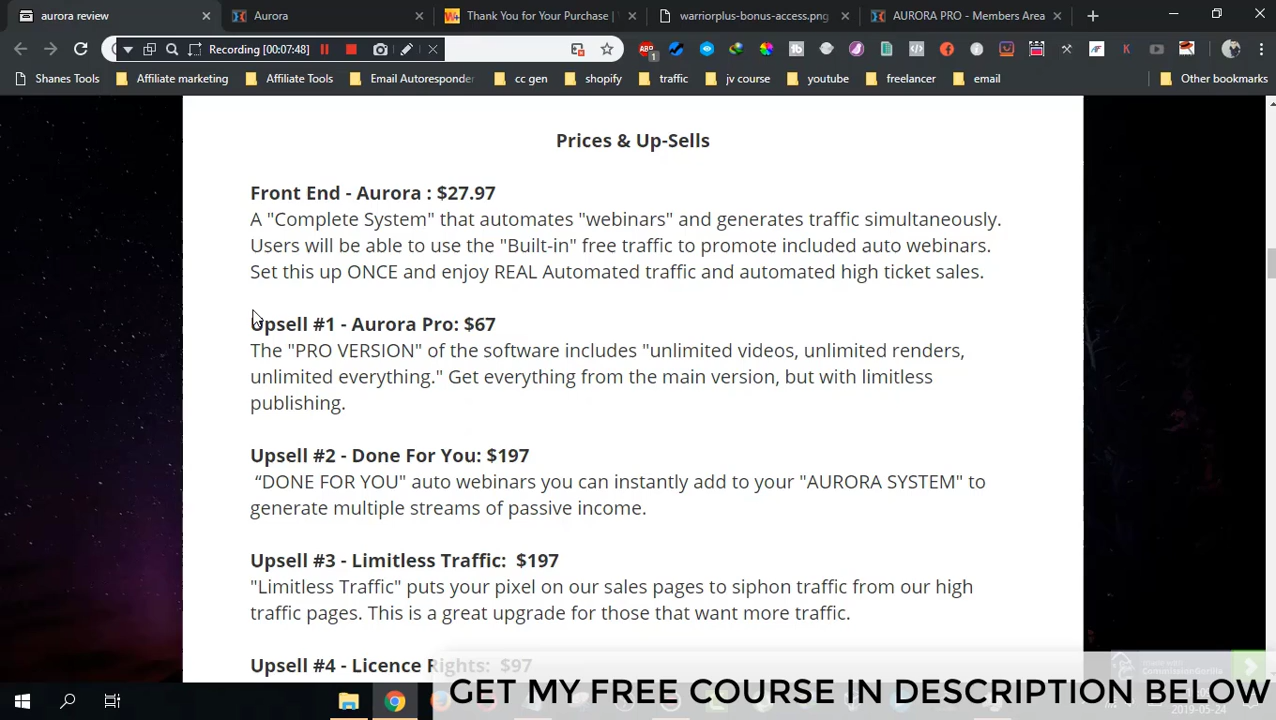 aurora review
Aurora
Thank You for Your Purchase |
warriorplus-bonus-access.png
AURORA PRO - Members Area
Recording [00:07:48]
Shanes Tools
Affiliate marketing
Affiliate Tools
Email Autoresponder
cc gen
shopify
traffic
jv course
youtube
freelancer
email
Other bookmarks
Prices & Up-Sells
Front End - Aurora : $27.97
A "Complete System" that automates "webinars" and generates traffic simultaneously.
Users will be able to use the "Built-in" free traffic to promote included auto webinars.
Set this up ONCE and enjoy REAL Automated traffic and automated high ticket sales.
Upsell #1 - Aurora Pro: $67
The "PRO VERSION" of the software includes "unlimited videos, unlimited renders,
unlimited everything." Get everything from the main version, but with limitless
publishing.
Upsell #2 - Done For You: $197
“DONE FOR YOU" auto webinars you can instantly add to your "AURORA SYSTEM" to
generate multiple streams of passive income.
Upsell #3 - Limitless Traffic: $197
"Limitless Traffic" puts your pixel on our sales pages to siphon traffic from our high
traffic pages. This is a great upgrade for those that want more traffic.
Upsell #4 - Licence Rights: $97
GET MY FREE COURSE IN DESCRIPTION BELOW
2019-05-24